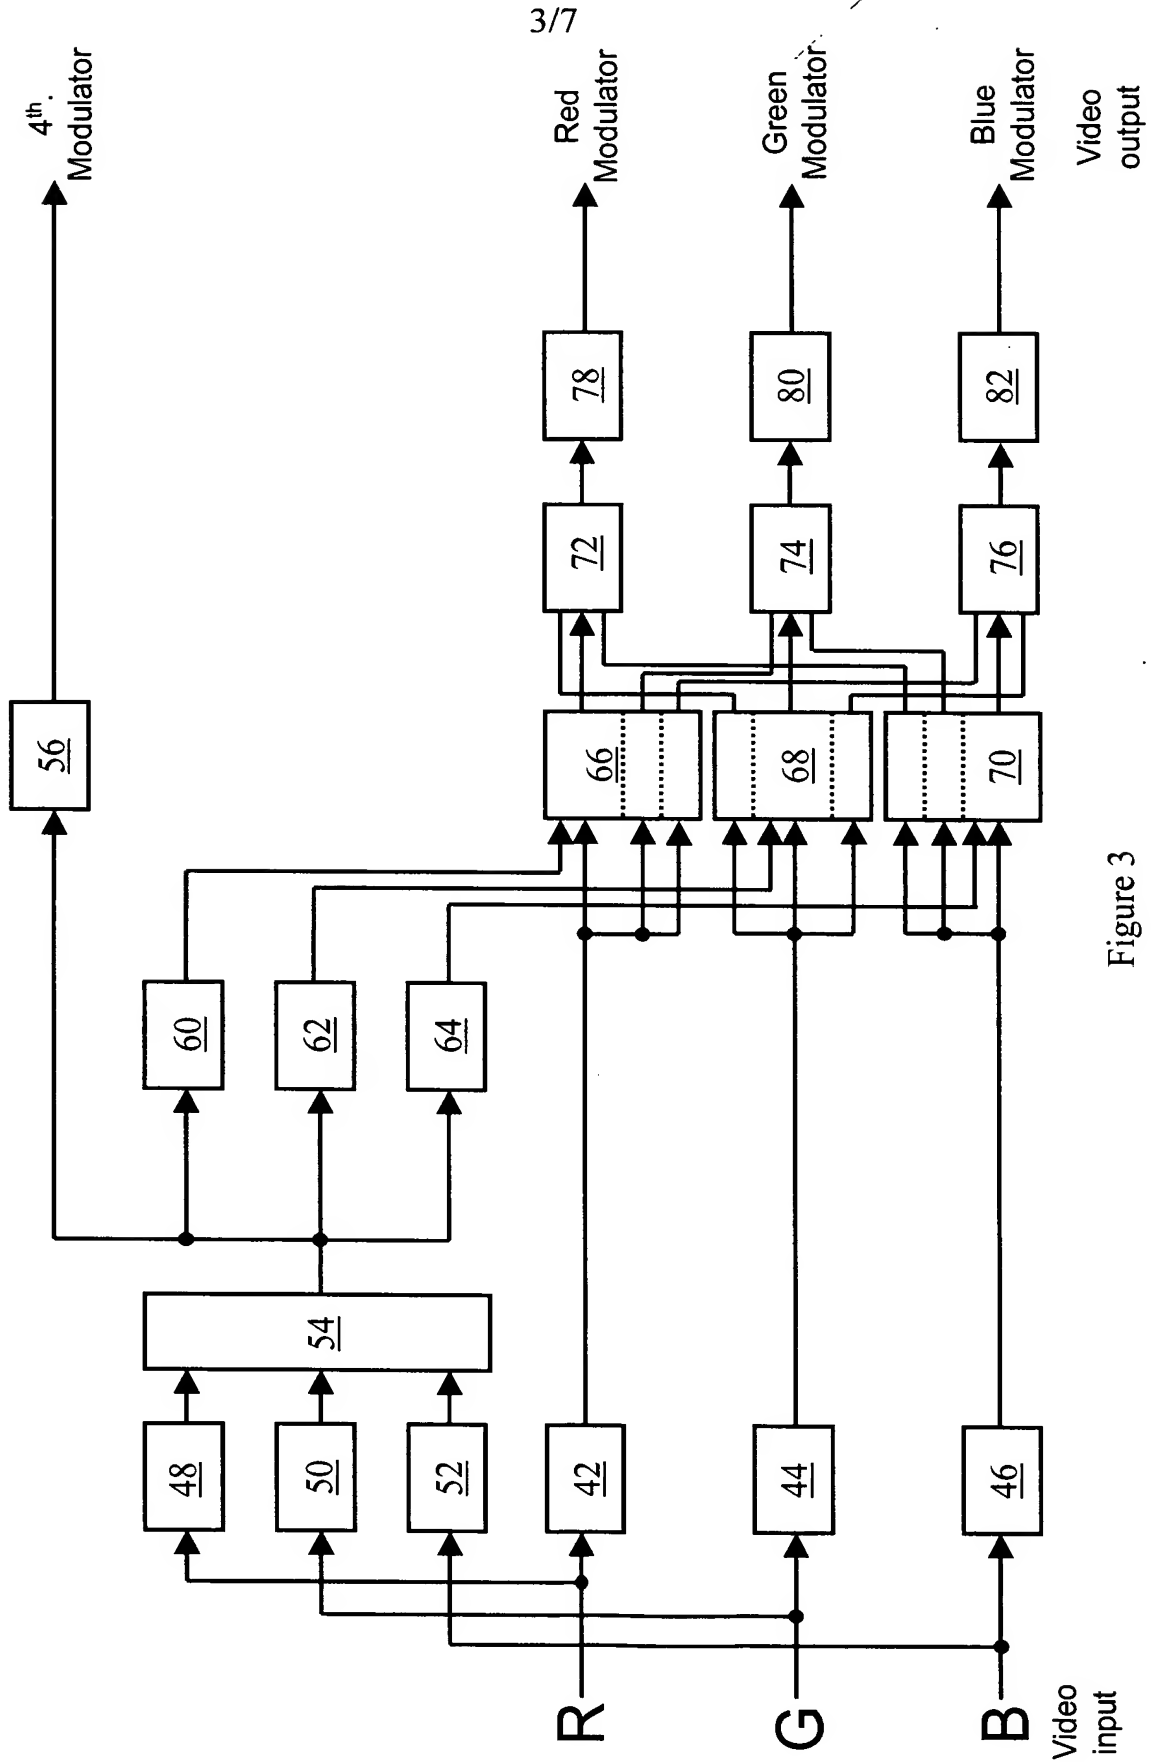 3/7
4th.
Modulator
56
60
62
64
48
50
52
54
R
42
66
72
78
Red
Modulator
G
44
68
74
80
Green
Modulator
B
46
70
76
82
Blue
Modulator
Video
input
Video
output
Figure 3